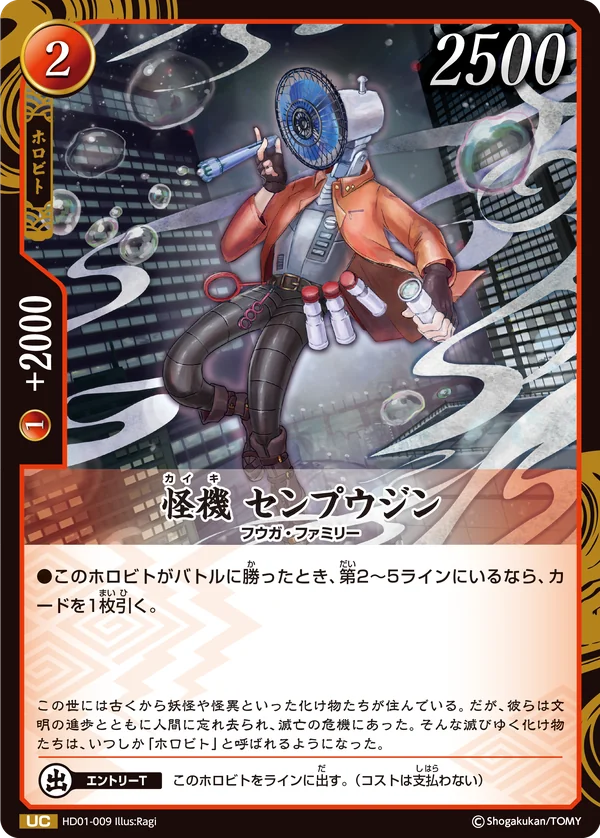 2
2500
ホロビト
+2000
1
カイキ
怪機 センプウジン
フウガ・ファミリー
●このホロビトがバトルに勝ったとき、第2～5ラインにいるなら、カ
ードを1枚引く。
この世には古くから妖怪や怪異といった化け物たちが住んでいる。だが、彼らは文
明の進歩とともに人間に忘れ去られ、滅亡の危機にあった。そんな滅びゆく化け物
たちは、いつしか「ホロビト」と呼ばれるようになった。
出 エントリーT このホロビトをラインに出す。（コストは支払わない）
UC HD01-009 Illus:Ragi ©Shogakukan/TOMY